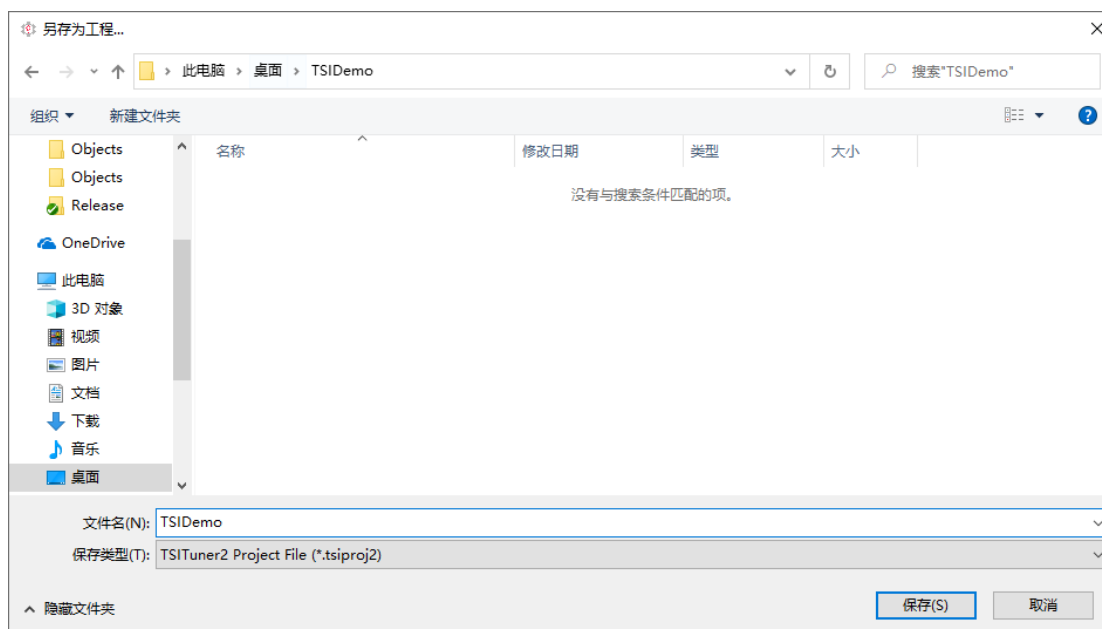 另存为工程...
此电脑 › 桌面 › TSIDemo
搜索"TSIDemo"
组织 新建文件夹
?
名称 修改日期 类型 大小
没有与搜索条件匹配的项。
Objects
Objects
Release
OneDrive
此电脑
3D 对象
视频
图片
文档
下载
音乐
桌面
文件名(N): TSIDemo
保存类型(T): TSITuner2 Project File (*.tsiproj2)
隐藏文件夹
保存(S) 取消